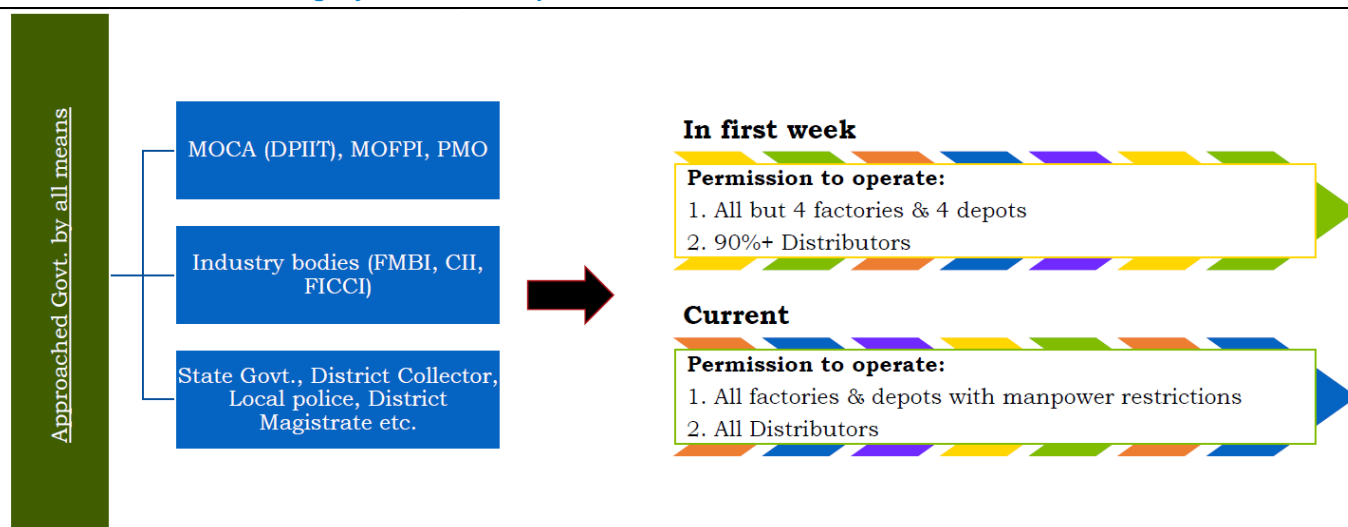 Approached Govt. by all means
MOCA (DPIIT), MOFPI, PMO
Industry bodies (FMBI, CII,
FICCI)
State Govt., District Collector,
Local police, District
Magistrate etc.
In first week
Permission to operate:
1. All but 4 factories & 4 depots
2. 90%+ Distributors
Current
Permission to operate:
1. All factories & depots with manpower restrictions
2. All Distributors